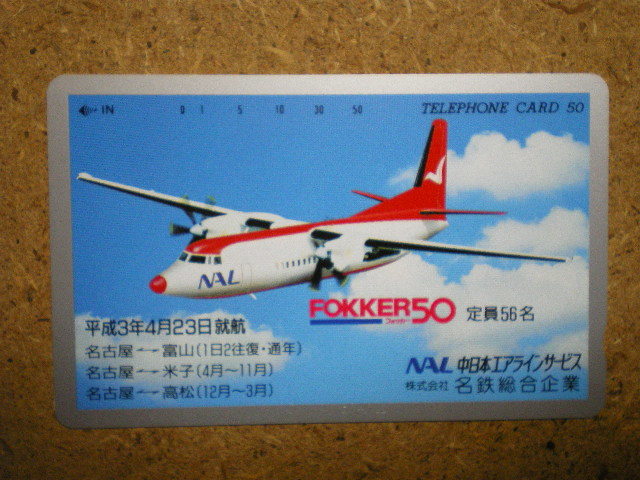 IN 0 1 5 10 30 50 TELEPHONE CARD 50
NAL
FOKKER50
フォッカー
定員56名
平成3年4月23日就航
名古屋↔富山(1日2往復・通年)
名古屋↔米子(4月〜11月)
名古屋↔高松(12月〜3月)
NAL 中日本エアラインサービス
株式会社 名鉄総合企業